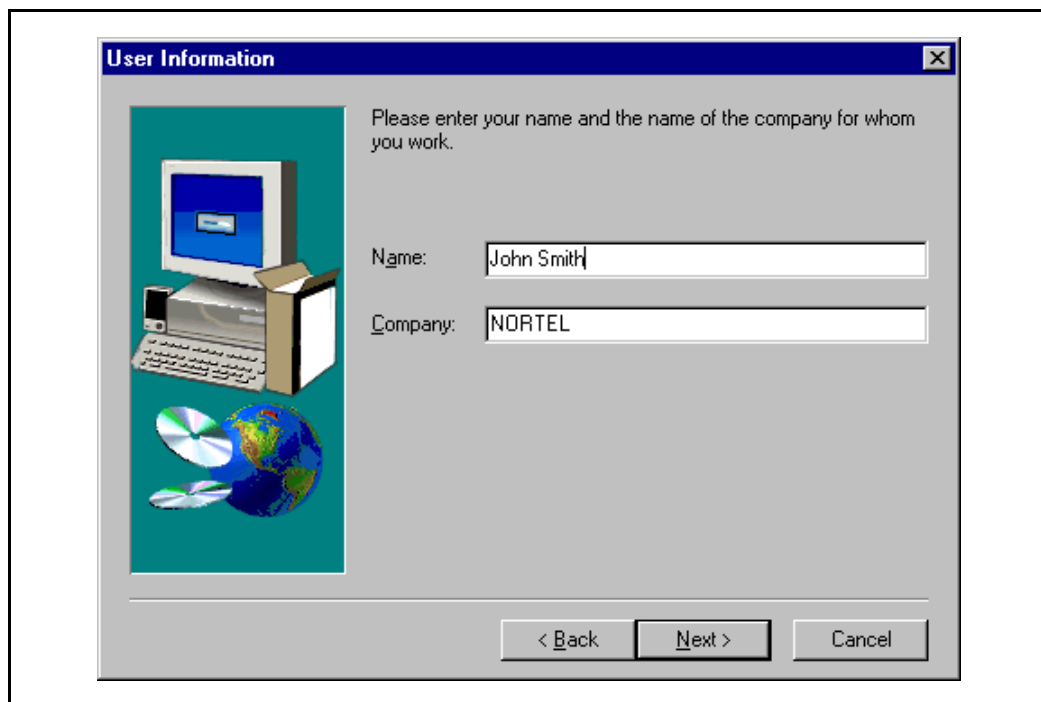 User Information
Please enter your name and the name of the company for whom
you work.
Name: John Smith
Company: NORTEL
< Back Next > Cancel